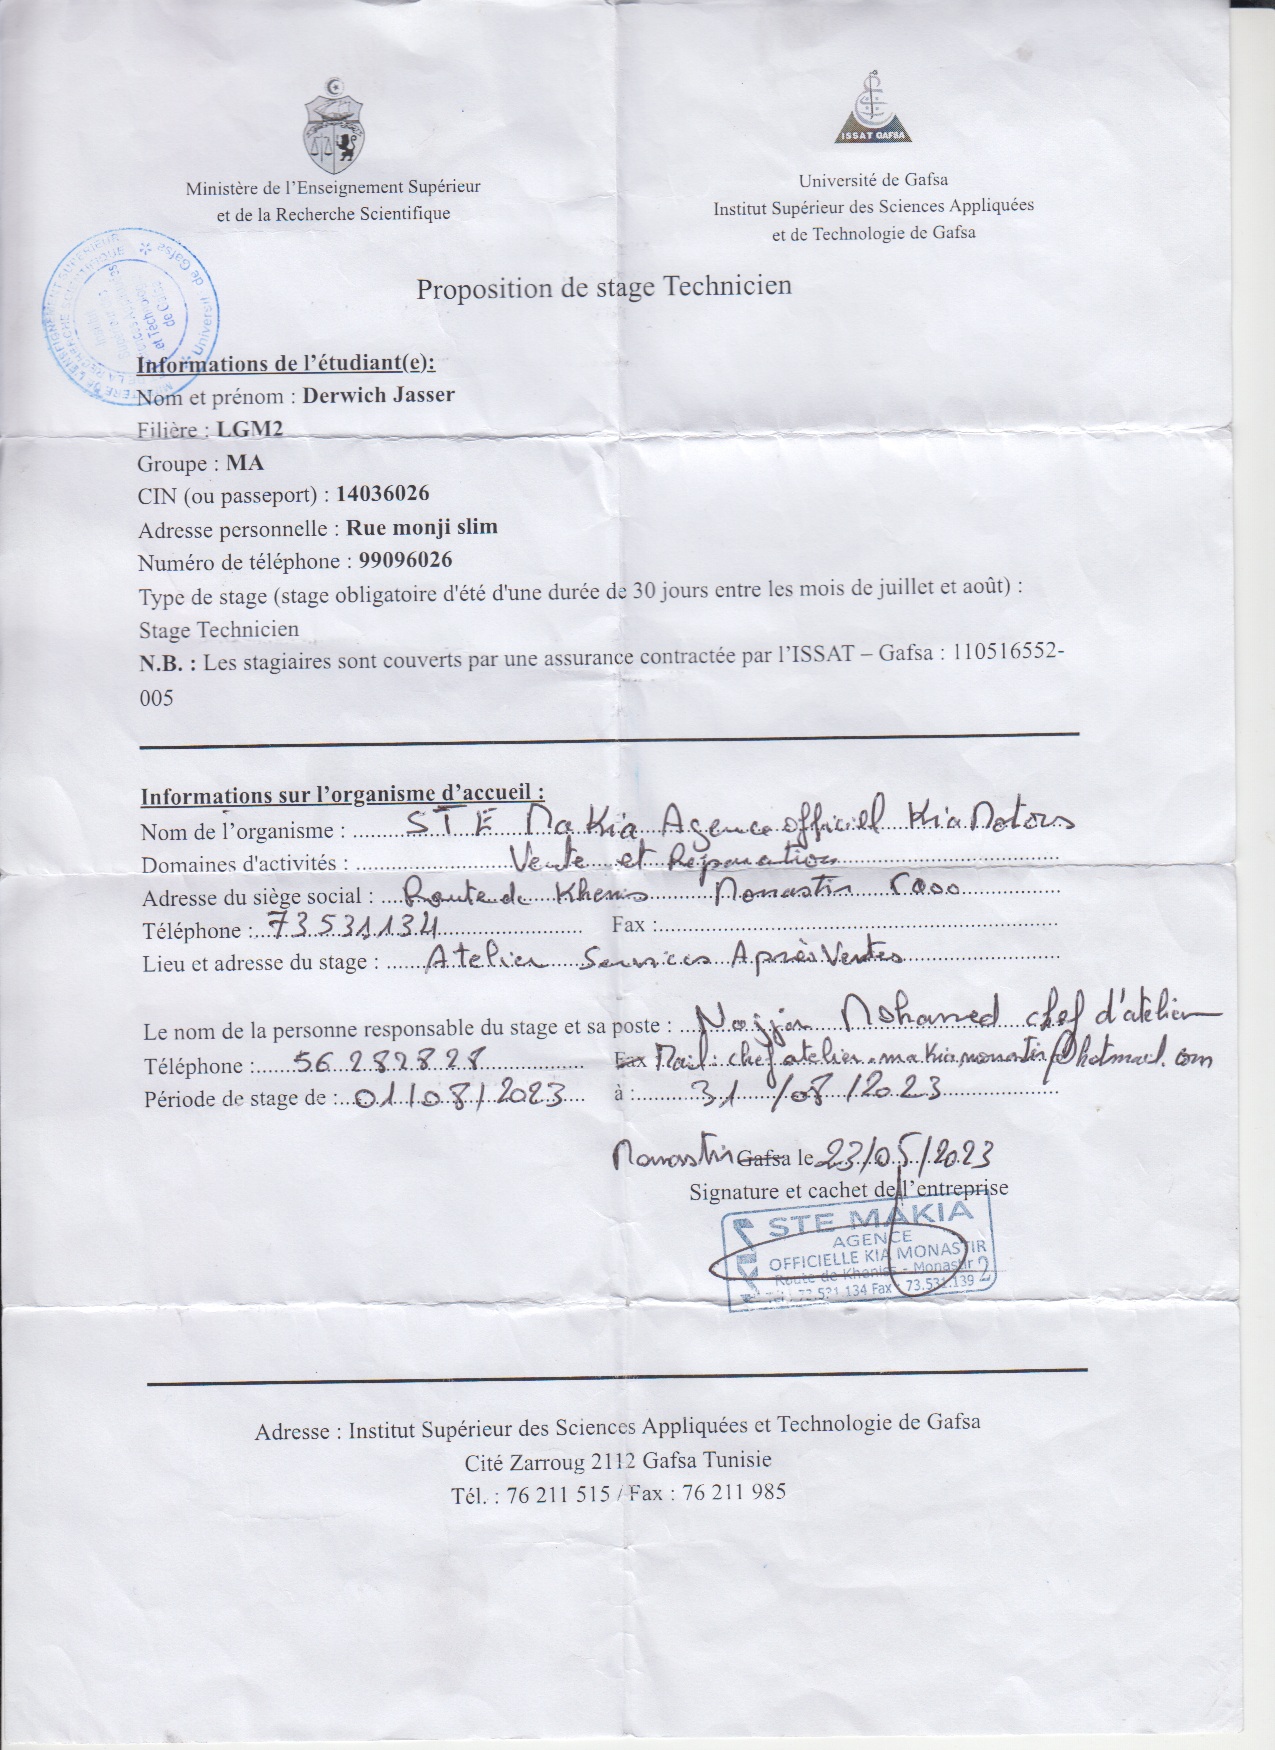 ISSAT GAFSA
Ministère de l'Enseignement Supérieur
et de la Recherche Scientifique
Université de Gafsa
Institut Supérieur des Sciences Appliquées
et de Technologie de Gafsa
Proposition de stage Technicien
Informations de l'étudiant(e):
Nom et prénom : Derwich Jasser
Filière : LGM2
Groupe : MA
CIN (ou passeport) : 14036026
Adresse personnelle : Rue monji slim
Numéro de téléphone : 99096026
Type de stage (stage obligatoire d'été d'une durée de 30 jours entre les mois de juillet et août) :
Stage Technicien
N.B. : Les stagiaires sont couverts par une assurance contractée par l'ISSAT – Gafsa : 110516552-
005
Informations sur l'organisme d'accueil :
Nom de l'organisme : STE Makia Agence officiel Kia Motors
Domaines d'activités : Vente et Reparation
Adresse du siège social : Route de Khenis Monastir
Téléphone : 73531134 Fax :
Lieu et adresse du stage : Atelier Services Après Ventes
Le nom de la personne responsable du stage et sa poste : Najjar Mohamed chef d'atelier
Téléphone : 56 282828 Fax Mail : chef atelier.makia.monastir@hotmail.com
Période de stage de : 01/08/2023 à : 31/08/2023
Monastir Gafsa le 23/05/2023
Signature et cachet de l'entreprise
STE MAKIA
AGENCE
OFFICIELLE KIA MONASTIR
Route de Khenis - Monastir
Tél : 73.531.134 Fax : 73.531.139
2
Adresse : Institut Supérieur des Sciences Appliquées et Technologie de Gafsa
Cité Zarroug 2112 Gafsa Tunisie
Tél. : 76 211 515 / Fax : 76 211 985